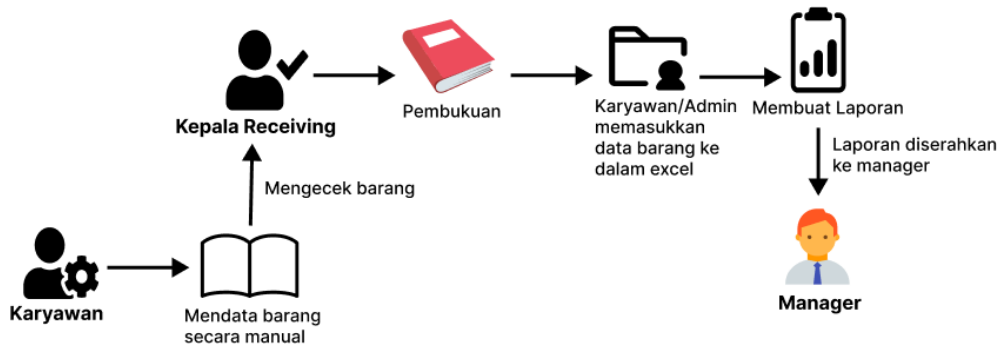 Kepala Receiving
Pembukuan
Karyawan/Admin
memasukkan
data barang ke
dalam excel
Membuat Laporan
Laporan diserahkan
ke manager
Mengecek barang
Karyawan
Mendata barang
secara manual
Manager